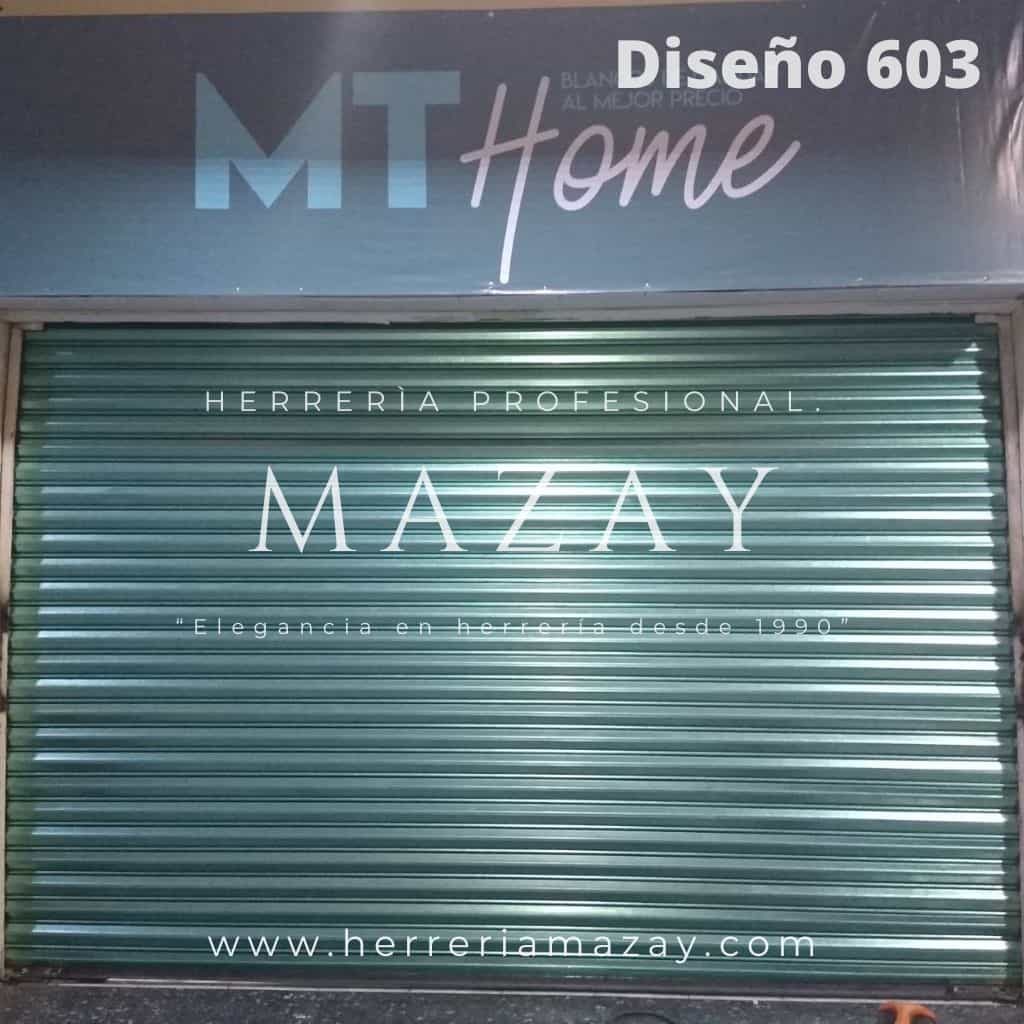 Diseño 603
MT Home
AL MEJOR PRECIO
HERRERÌA PROFESIONAL.
MAZAY
“Elegancia en herrería desde 1990”
www.herreriamazay.com